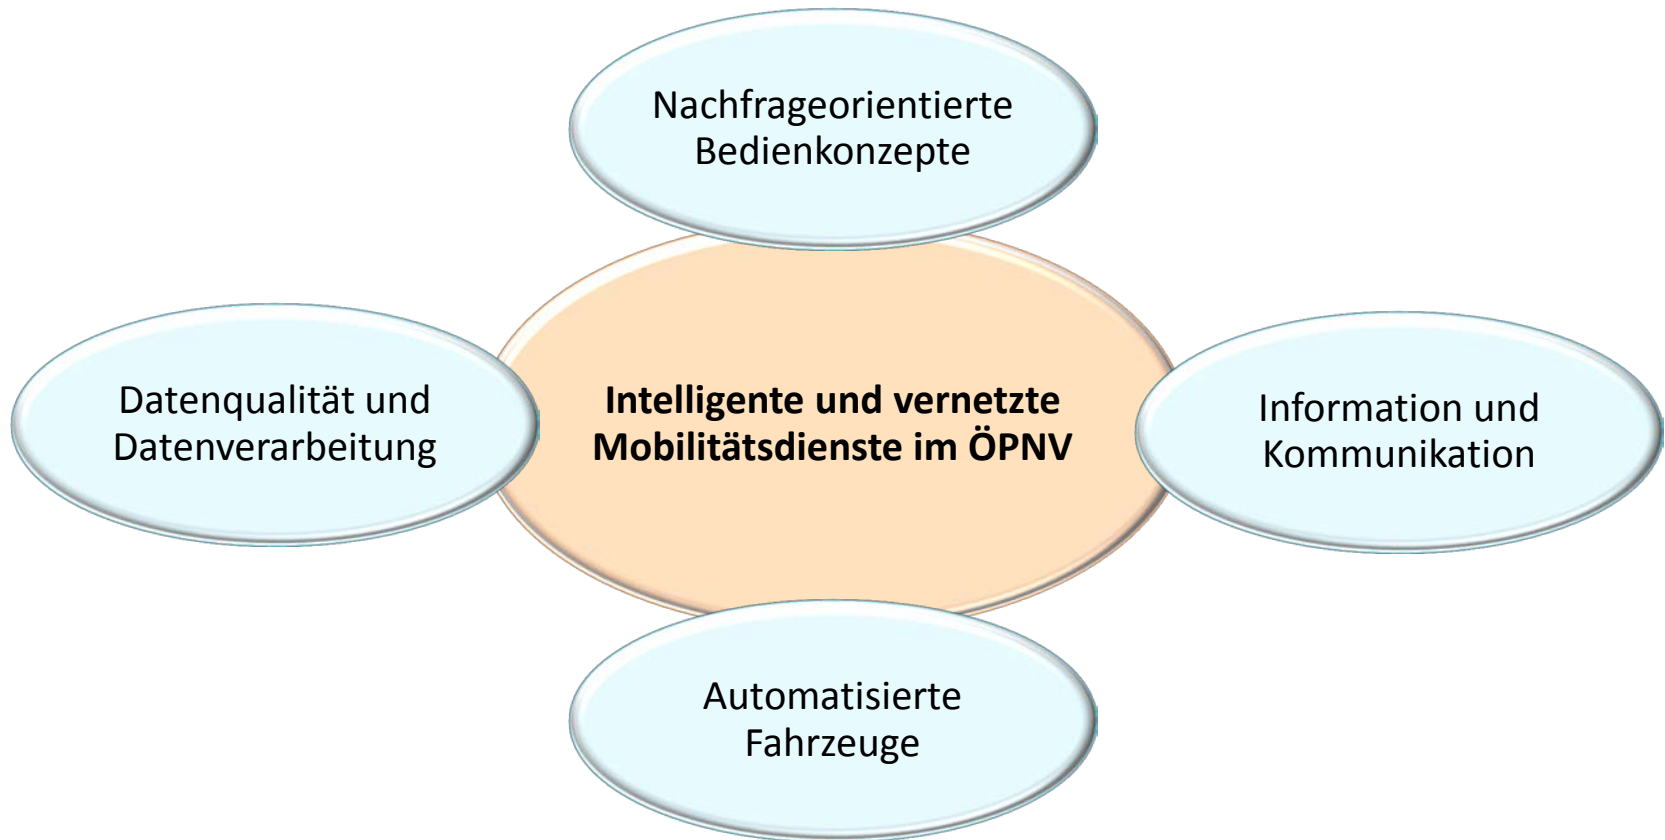 Nachfrageorientierte
Bedienkonzepte
Datenqualität und
Datenverarbeitung
Intelligente und vernetzte
Mobilitätsdienste im ÖPNV
Information und
Kommunikation
Automatisierte
Fahrzeuge